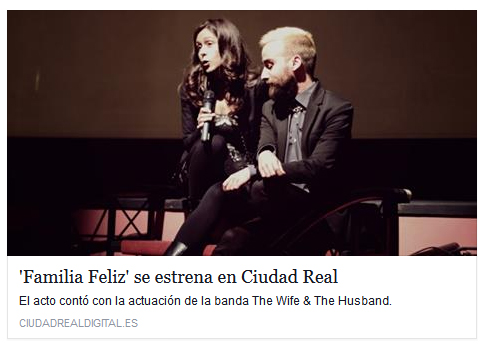 'Familia Feliz' se estrena en Ciudad Real
El acto contó con la actuación de la banda The Wife & The Husband.
CIUDADREALDIGITAL.ES